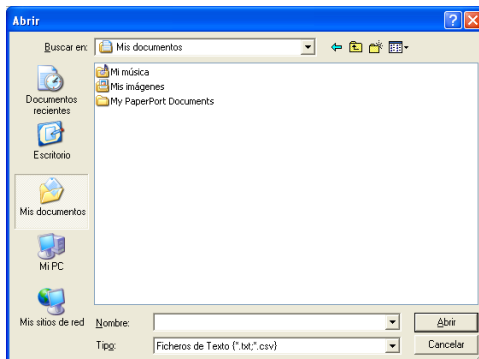 Abrir
Buscar en: Mis documentos
Mi música
Mis imágenes
My PaperPort Documents
Documentos
recientes
Escritorio
Mis documentos
Mi PC
Mis sitios de red
Nombre:
Abrir
Tipo: Ficheros de Texto {*.txt;*.csv}
Cancelar